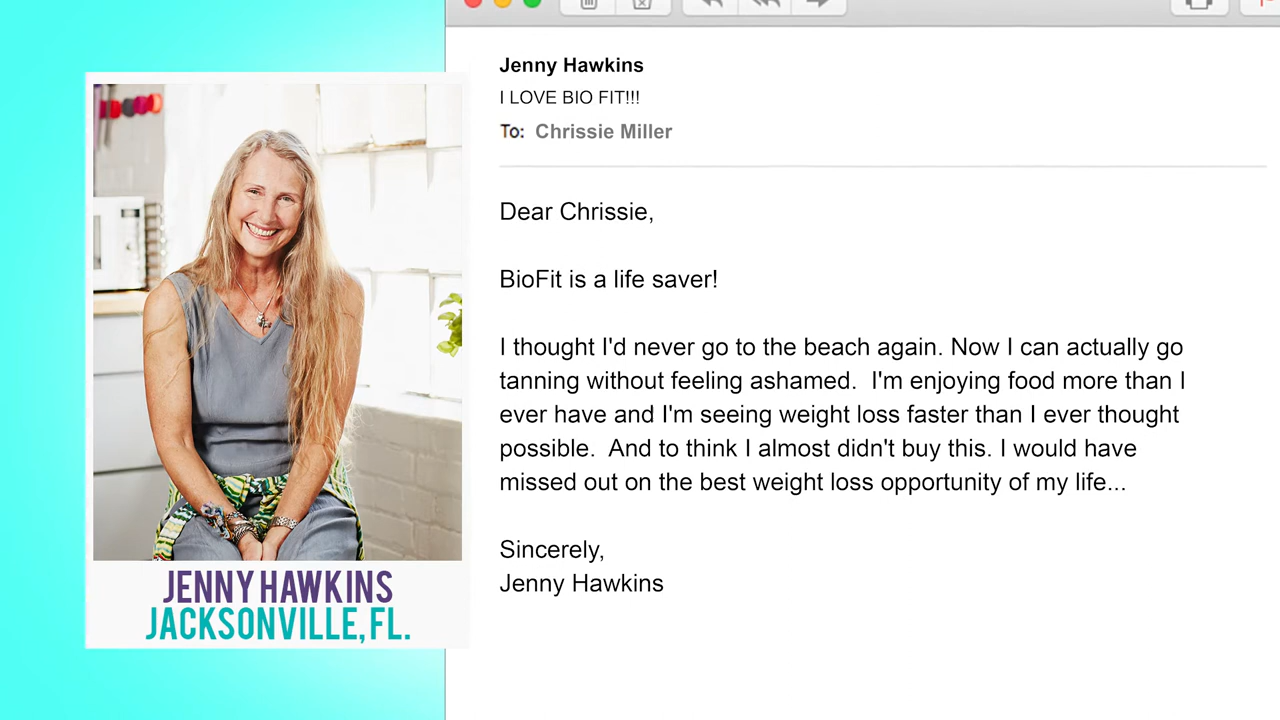 Jenny Hawkins
I LOVE BIO FIT!!!
To: Chrissie Miller
Dear Chrissie,
BioFit is a life saver!
I thought I'd never go to the beach again. Now I can actually go
tanning without feeling ashamed.  I'm enjoying food more than I
ever have and I'm seeing weight loss faster than I ever thought
possible.  And to think I almost didn't buy this. I would have
missed out on the best weight loss opportunity of my life...
Sincerely,
Jenny Hawkins
JENNY HAWKINS
JACKSONVILLE, FL.